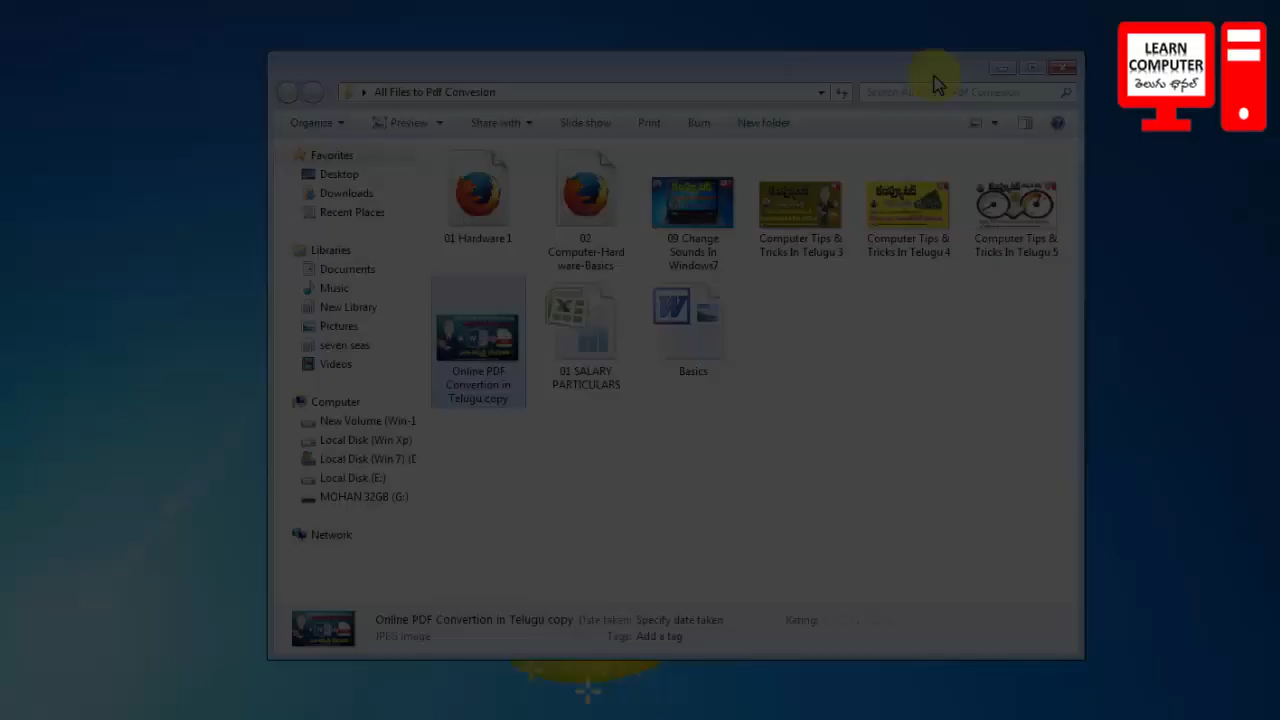 LEARN
COMPUTER
తెలుగు ఛానల్
All Files to Pdf Convesion
Organize
Preview
Share with
Slide show
Print
Burn
New folder
Favorites
Desktop
Downloads
Recent Places
Libraries
Documents
Music
New Library
Pictures
seven seas
Videos
Computer
New Volume (Win-1
Local Disk (Win Xp)
Local Disk (Win 7) (
Local Disk (E:)
MOHAN 32GB (G:)
Network
01 Hardware1
02
Computer-Hard
ware-Basics
09 Change
Sounds In
Windows7
Computer Tips &
Tricks In Telugu 3
Computer Tips &
Tricks In Telugu 4
Computer Tips &
Tricks In Telugu 5
Online PDF
Convertion in
Telugu copy
01 SALARY
PARTICULARS
Basics
Online PDF Convertion in Telugu copy
Date taken: Specify date taken
Rating:
JPEG image
Tags: Add a tag